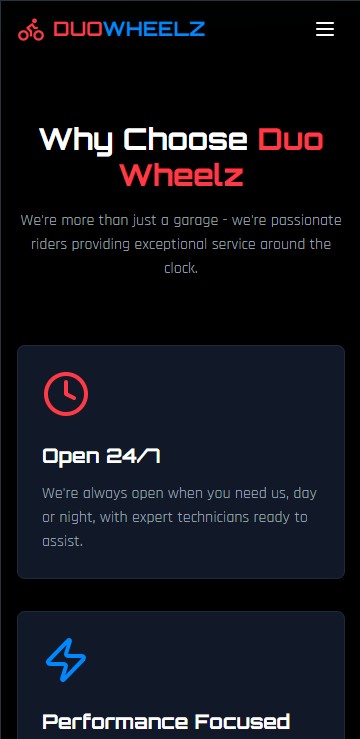 DUOWHEELZ
Why Choose Duo
Wheelz
We're more than just a garage - we're passionate
riders providing exceptional service around the
clock.
Open 24/7
We're always open when you need us, day
or night, with expert technicians ready to
assist.
Performance Focused